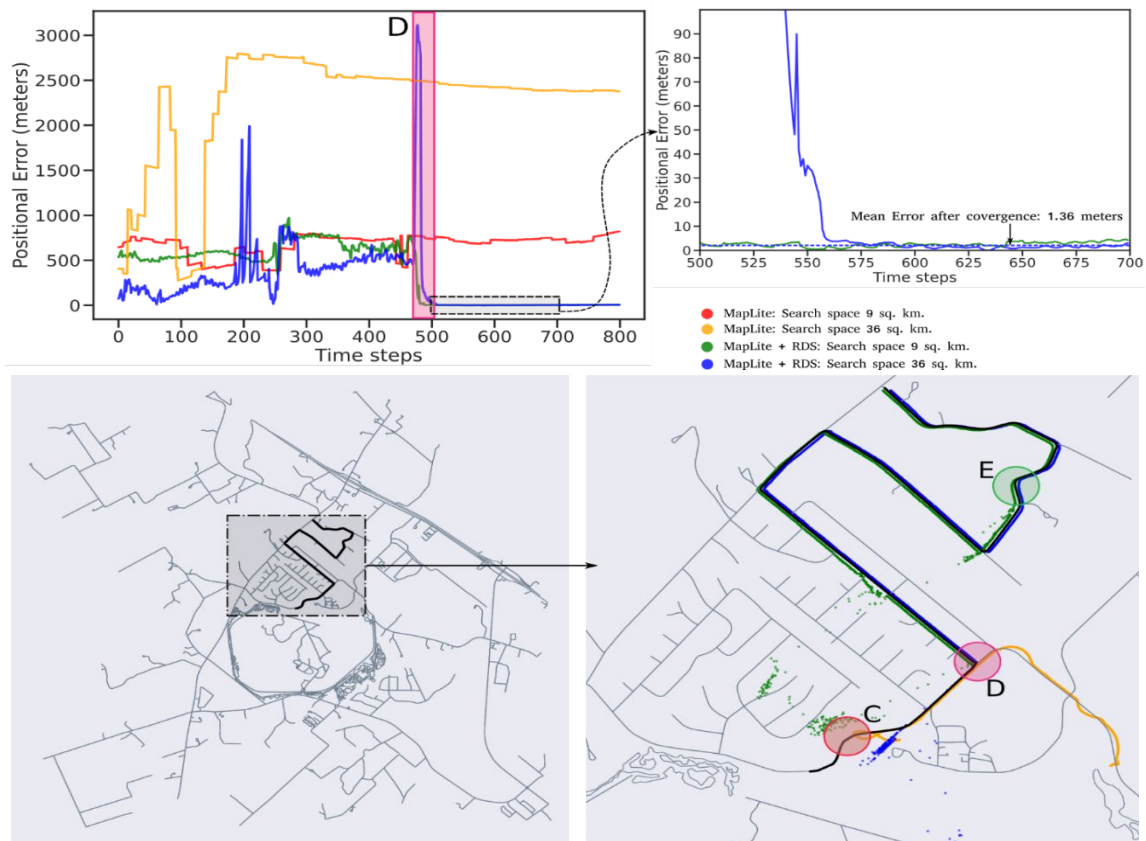 D
3000
2500
2000
1500
1000
500
0
Positional Error (meters)
0 100 200 300 400 500 600 700 800
Time steps
90
80
70
60
50
40
30
20
10
0
Positional Error (meters)
Mean Error after covergence: 1.36 meters
500 525 550 575 600 625 650 675 700
Time steps
MapLite: Search space 9 sq. km.
MapLite: Search space 36 sq. km.
MapLite + RDS: Search space 9 sq. km.
MapLite + RDS: Search space 36 sq. km.
E
D
C